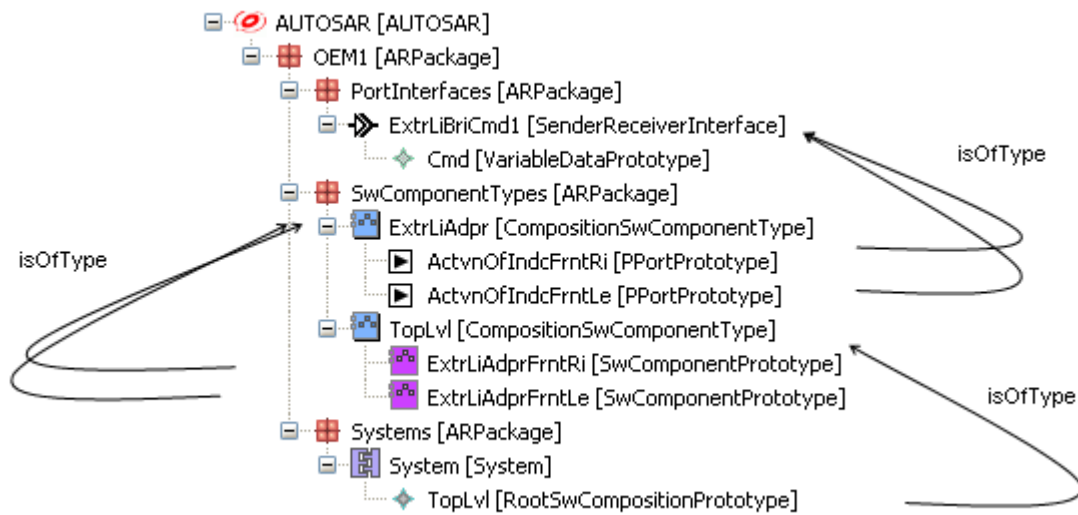 AUTOSAR [AUTOSAR]
OEM1 [ARPackage]
PortInterfaces [ARPackage]
ExtrLiBriCmd1 [SenderReceiverInterface]
isOfType
Cmd [VariableDataPrototype]
SwComponentTypes [ARPackage]
ExtrLiAdpr [CompositionSwComponentType]
isOfType
ActvnOfIndcFrntRi [PPortPrototype]
ActvnOfIndcFrntLe [PPortPrototype]
TopLvl [CompositionSwComponentType]
ExtrLiAdprFrntRi [SwComponentPrototype]
ExtrLiAdprFrntLe [SwComponentPrototype]
isOfType
Systems [ARPackage]
System [System]
TopLvl [RootSwCompositionPrototype]